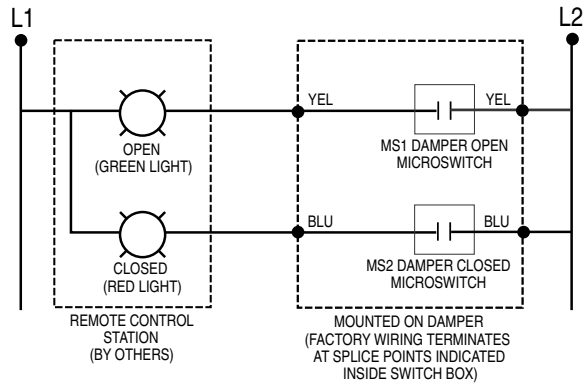 L1
L2
YEL
YEL
OPEN
(GREEN LIGHT)
MS1 DAMPER OPEN
MICROSWITCH
BLU
BLU
CLOSED
(RED LIGHT)
MS2 DAMPER CLOSED
MICROSWITCH
REMOTE CONTROL
STATION
(BY OTHERS)
MOUNTED ON DAMPER
(FACTORY WIRING TERMINATES
AT SPLICE POINTS INDICATED
INSIDE SWITCH BOX)